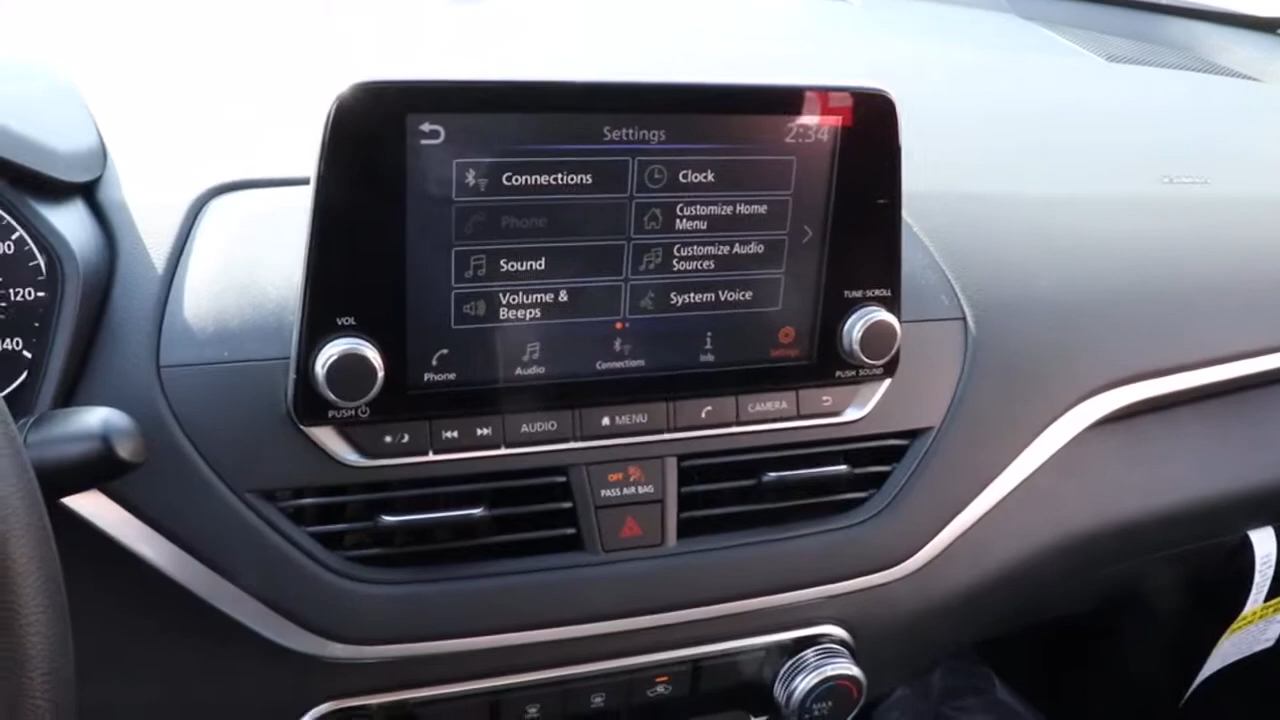 Settings
2:34
Connections
Clock
Phone
Customize Home
Menu
Sound
Customize Audio
Sources
Volume &
Beeps
System Voice
Phone
Audio
Connections
Info
Settings
VOL
PUSH
TUNE·SCROLL
PUSH SOUND
AUDIO
MENU
CAMERA
OFF
PASS AIR BAG
120
140
MAX
A/C